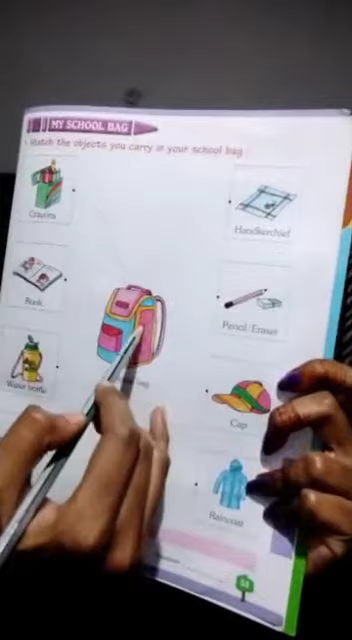 MY SCHOOL BAG
Match the objects you carry in your school bag
Crayons
Handkerchief
Book
Pencil/Eraser
Water bottle
Cap
Raincoat